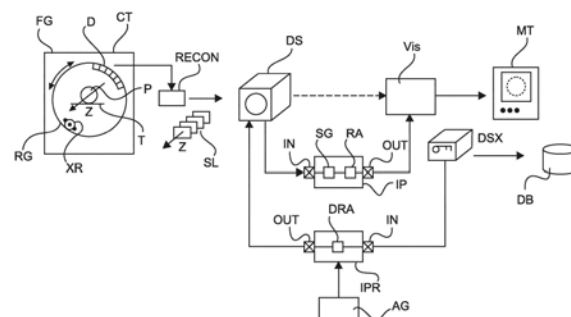 FG
D
CT
RECON
P
Z
T
RG
XR
Z
SL
DS
Vis
MT
IN
SG
RA
OUT
IP
DSX
DB
OUT
DRA
IN
IPR
AG